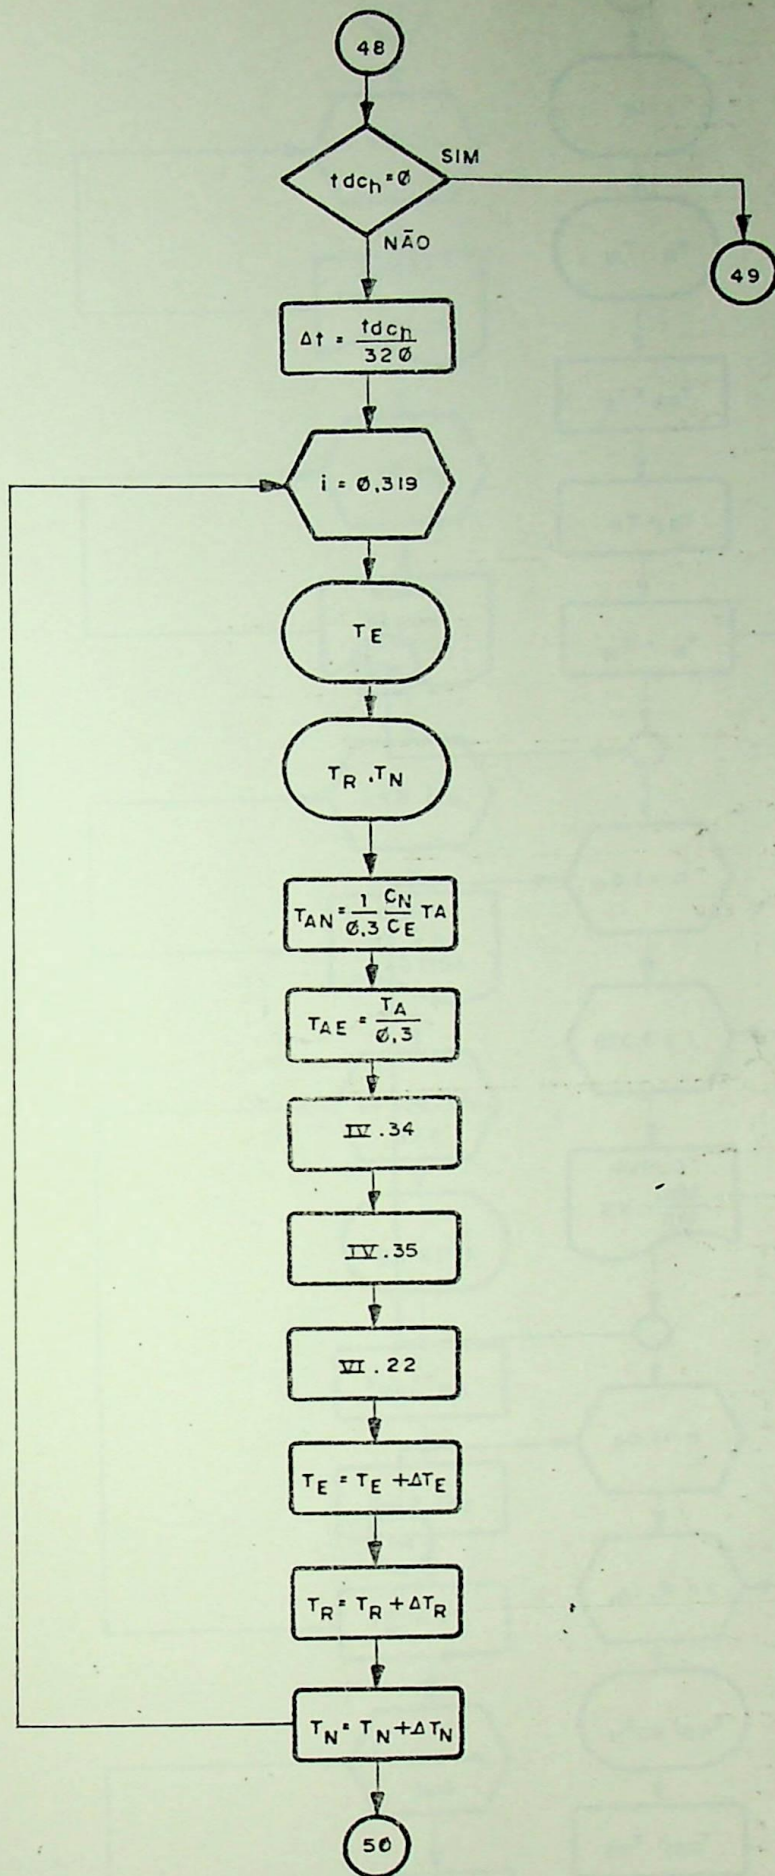 48
tdch=Ø
SIM
NÃO
49
Δt = tdch
32Ø
i = Ø,319
TE
TR , TN
TAN = 1 CN TA
Ø,3 CE
TAE = TA
Ø,3
IV.34
IV.35
VI.22
TE = TE + ΔTE
TR = TR + ΔTR
TN = TN + ΔTN
5Ø